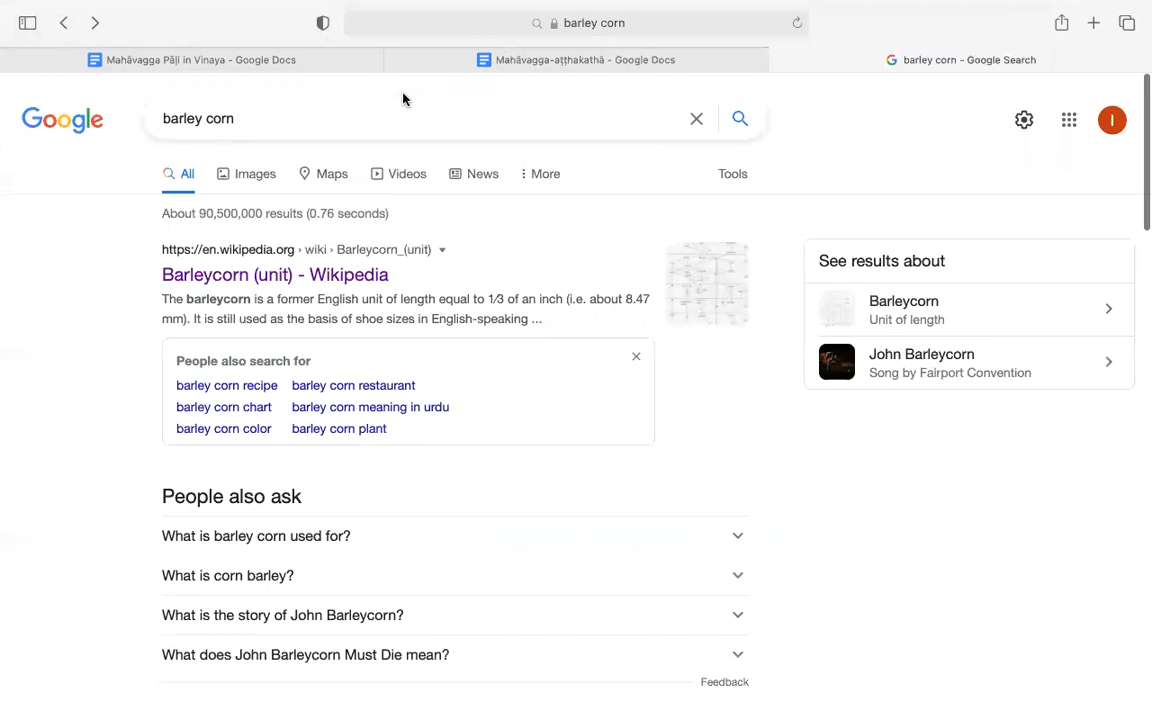 barley corn
Mahāvagga Pāḷi in Vinaya - Google Docs
Mahāvagga-aṭṭhakathā - Google Docs
barley corn - Google Search
Google
barley corn
I
All
Images
Maps
Videos
News
More
Tools
About 90,500,000 results (0.76 seconds)
https://en.wikipedia.org › wiki › Barleycorn_(unit)
Barleycorn (unit) - Wikipedia
The barleycorn is a former English unit of length equal to 1⁄3 of an inch (i.e. about 8.47
mm). It is still used as the basis of shoe sizes in English-speaking ...
People also search for
barley corn recipe barley corn restaurant
barley corn chart barley corn meaning in urdu
barley corn color barley corn plant
See results about
Barleycorn
Unit of length
John Barleycorn
Song by Fairport Convention
People also ask
What is barley corn used for?
What is corn barley?
What is the story of John Barleycorn?
What does John Barleycorn Must Die mean?
Feedback